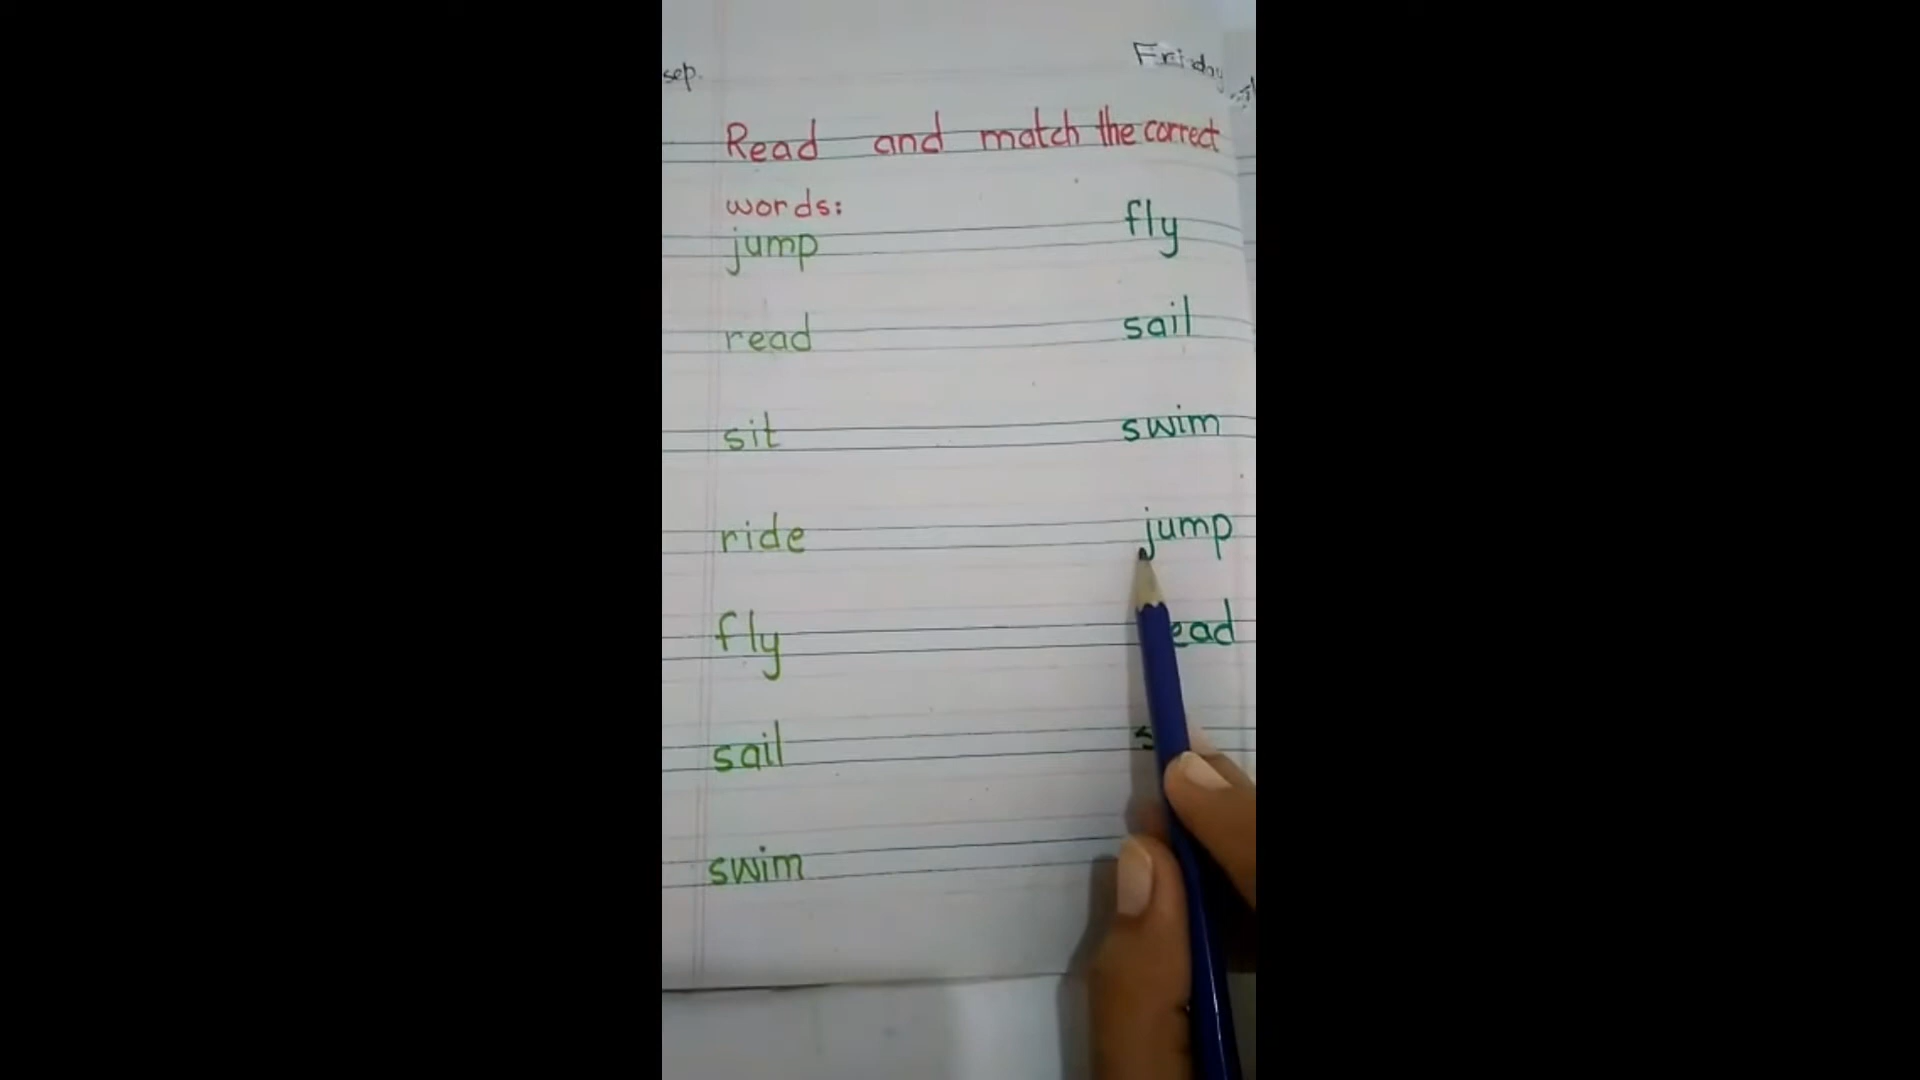 sep. Friday
Read and match the correct
words:
jump fly
read sail
sit swim
ride jump
fly ead
sail s
swim